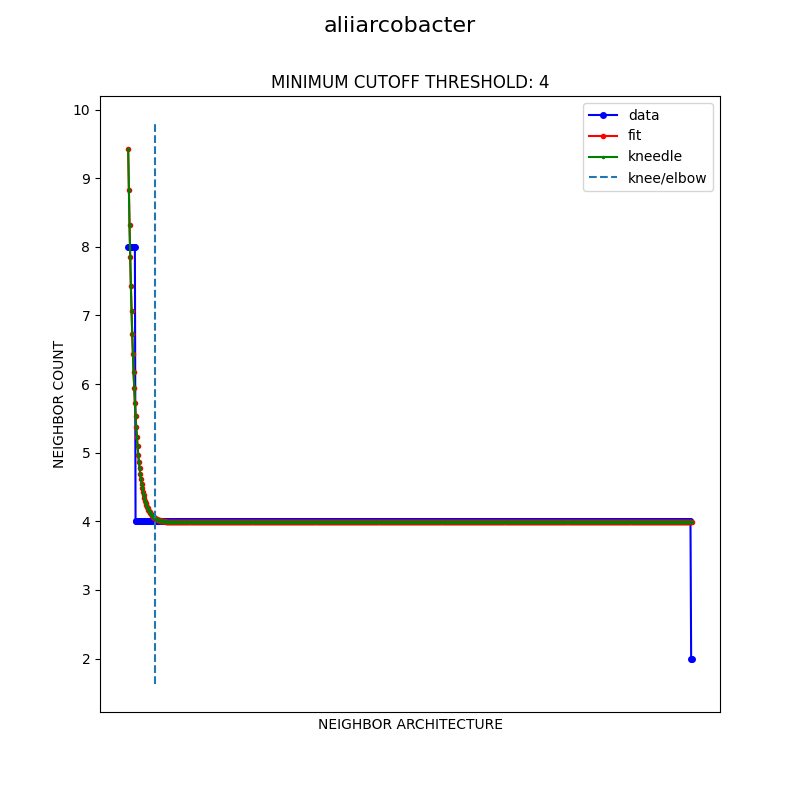 aliiarcobacter
MINIMUM CUTOFF THRESHOLD: 4
10
9
8
7
6
5
4
3
2
NEIGHBOR COUNT
data
fit
kneedle
knee/elbow
NEIGHBOR ARCHITECTURE